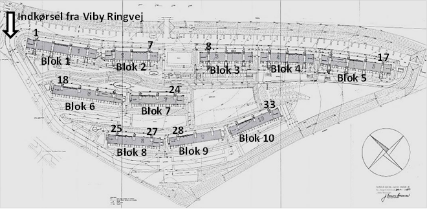 Indkørsel fra Viby Ringvej
1
7
8
17
Blok 1
Blok 2
Blok 3
Blok 4
Blok 5
18
24
33
Blok 6
Blok 7
25
27
28
Blok 10
Blok 8
Blok 9